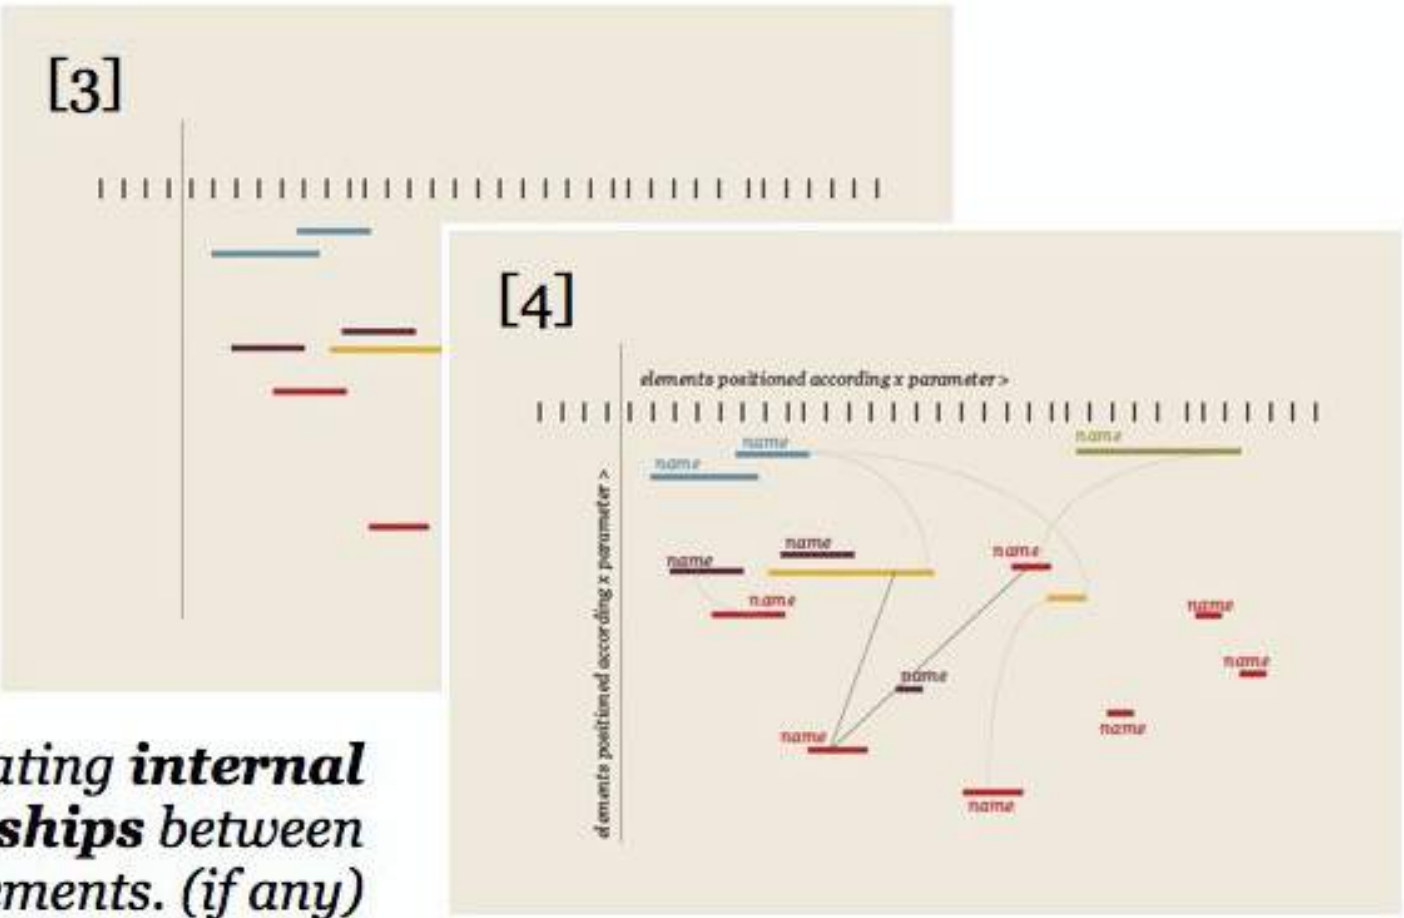 [3]
[4]
elements positioned according x parameter >
name
name
name
elements positioned according x parameter >
name
name
name
name
name
name
name
name
name
name
ating internal
ships between
ments. (if any)